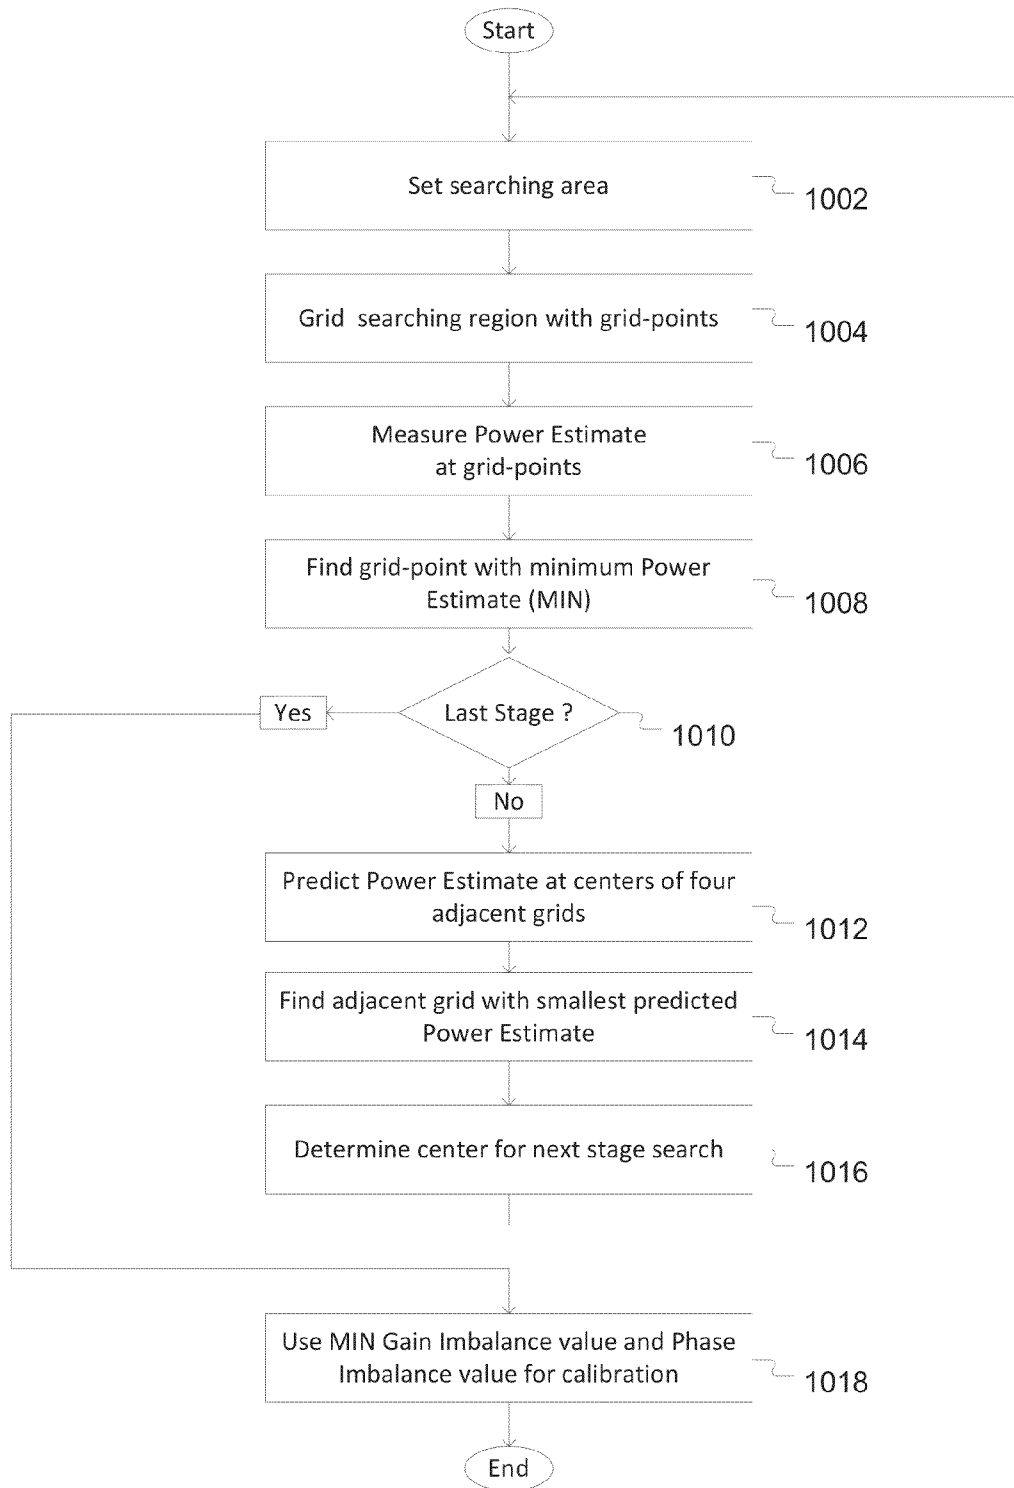 Start
Set searching area
1002
Grid searching region with grid-points
1004
Measure Power Estimate
at grid-points
1006
Find grid-point with minimum Power
Estimate (MIN)
1008
Yes
Last Stage ?
1010
No
Predict Power Estimate at centers of four
adjacent grids
1012
Find adjacent grid with smallest predicted
Power Estimate
1014
Determine center for next stage search
1016
Use MIN Gain Imbalance value and Phase
Imbalance value for calibration
1018
End